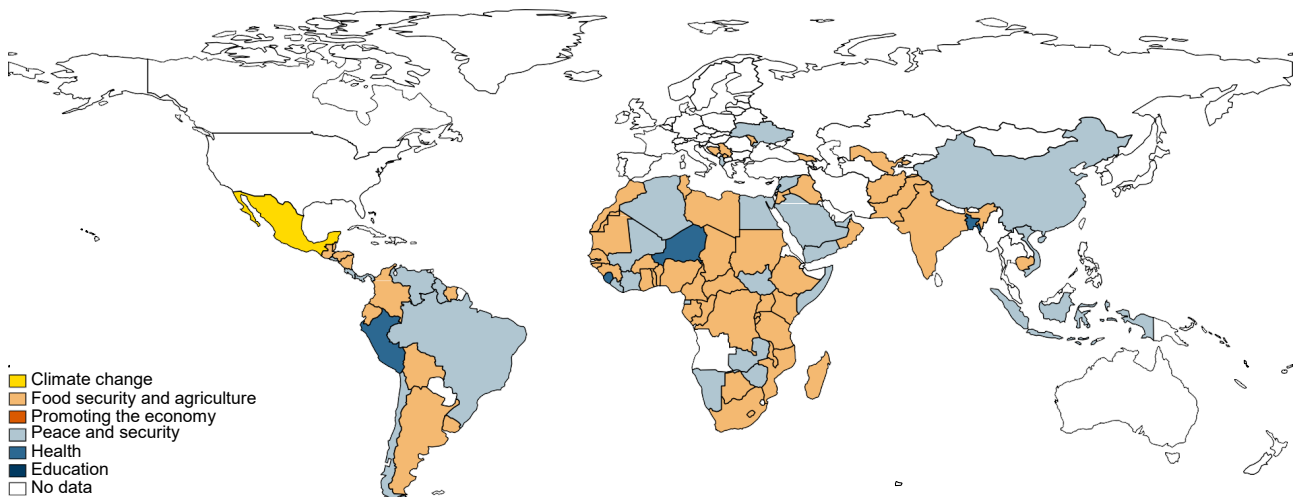 Climate change
Food security and agriculture
Promoting the economy
Peace and security
Health
Education
No data